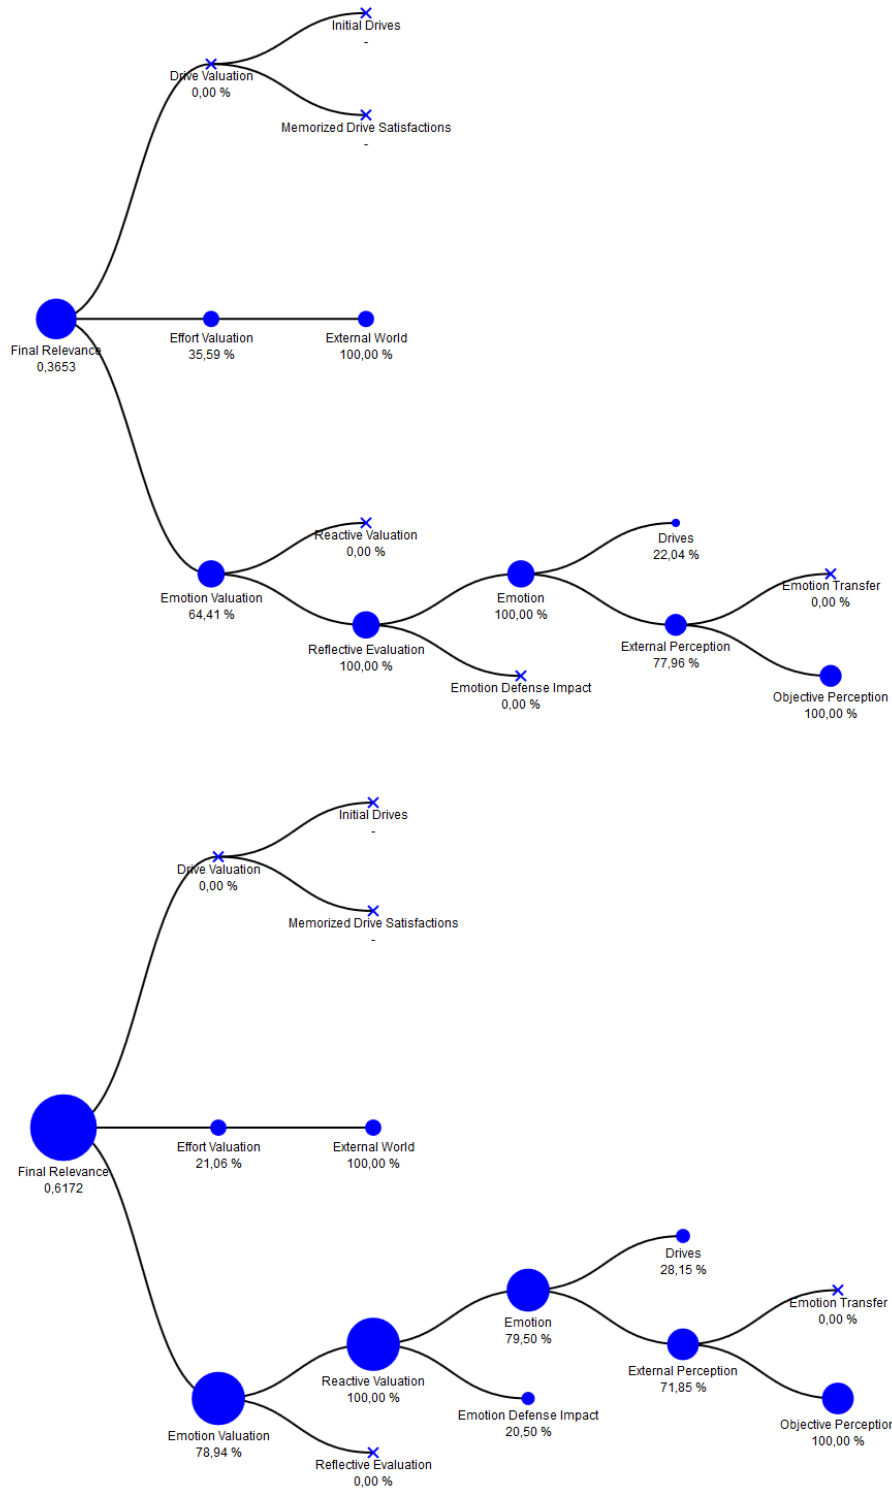 Initial Drives
-
Drive Valuation
0,00 %
Memorized Drive Satisfactions
-
Final Relevance
0,3653
Effort Valuation
35,59 %
External World
100,00 %
Reactive Valuation
0,00 %
Drives
22,04 %
Emotion Valuation
64,41 %
Emotion
100,00 %
Emotion Transfer
0,00 %
Reflective Evaluation
100,00 %
External Perception
77,96 %
Emotion Defense Impact
0,00 %
Objective Perception
100,00 %
Initial Drives
-
Drive Valuation
0,00 %
Memorized Drive Satisfactions
-
Final Relevance
0,6172
Effort Valuation
21,06 %
External World
100,00 %
Drives
28,15 %
Emotion
79,50 %
Emotion Transfer
0,00 %
Reactive Valuation
100,00 %
External Perception
71,85 %
Emotion Valuation
78,94 %
Emotion Defense Impact
20,50 %
Objective Perception
100,00 %
Reflective Evaluation
0,00 %